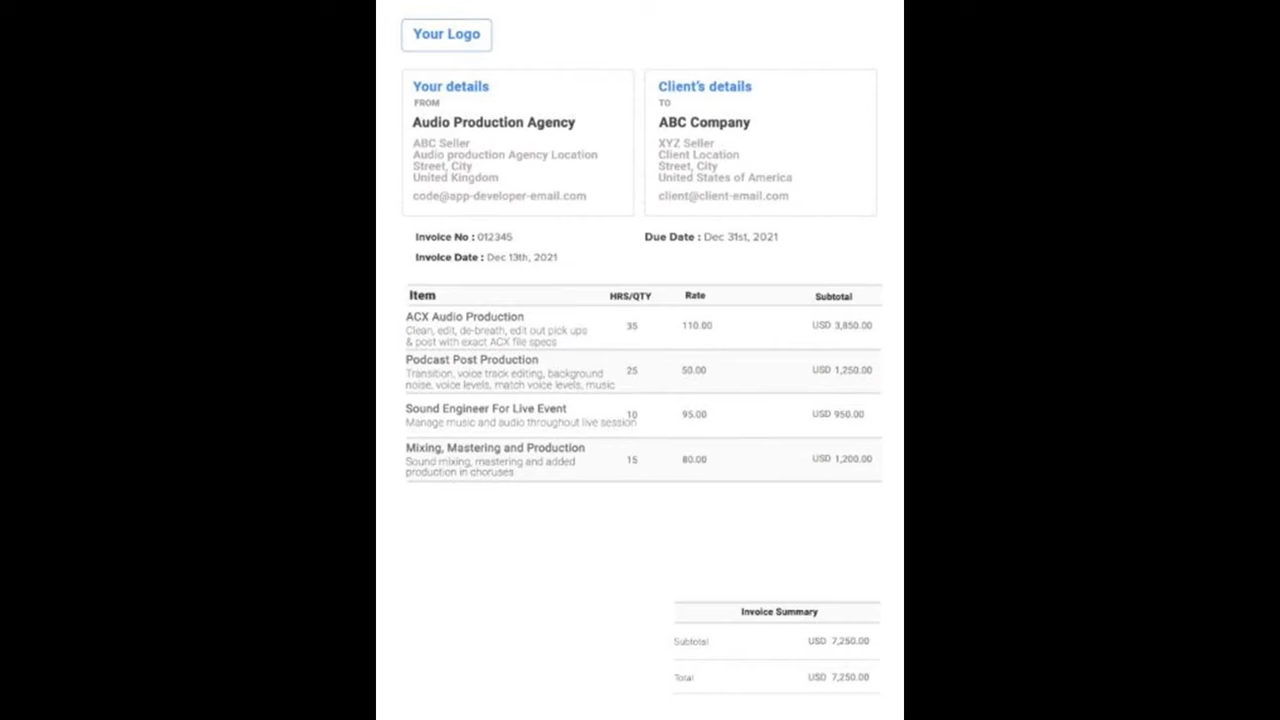 Your Logo
Your details
FROM
Audio Production Agency
ABC Seller
Audio production Agency Location
Street, City
United Kingdom
code@app-developer-email.com
Client's details
TO
ABC Company
XYZ Seller
Client Location
Street, City
United States of America
client@client-email.com
Invoice No : 012345
Due Date : Dec 31st, 2021
Invoice Date : Dec 13th, 2021
Item HRS/QTY Rate Subtotal
ACX Audio Production
Clean, edit, de-breath, edit out pick ups
& post with exact ACX file specs
35 110.00 USD 3,850.00
Podcast Post Production
Transition, voice track editing, background
noise, voice levels, match voice levels, music
25 50.00 USD 1,250.00
Sound Engineer For Live Event
Manage music and audio throughout live session
10 95.00 USD 950.00
Mixing, Mastering and Production
Sound mixing, mastering and added
production in choruses
15 80.00 USD 1,200.00
Invoice Summary
Subtotal USD 7,250.00
Total USD 7,250.00